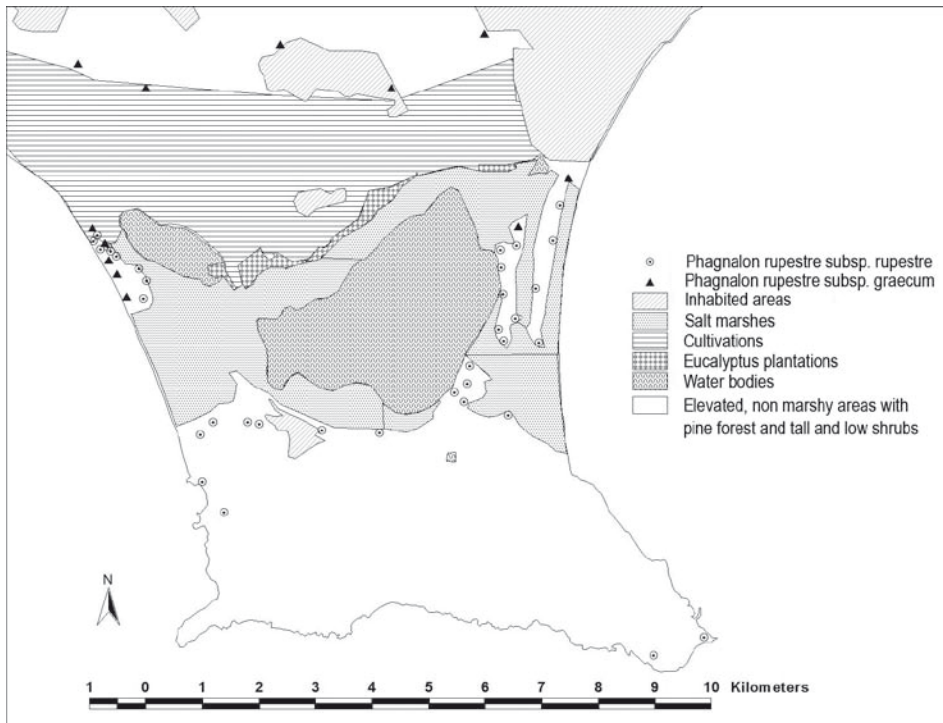 Phagnalon rupestre subsp. rupestre
Phagnalon rupestre subsp. graecum
Inhabited areas
Salt marshes
Cultivations
Eucalyptus plantations
Water bodies
Elevated, non marshy areas with
pine forest and tall and low shrubs
N
1 0 1 2 3 4 5 6 7 8 9 10 Kilometers